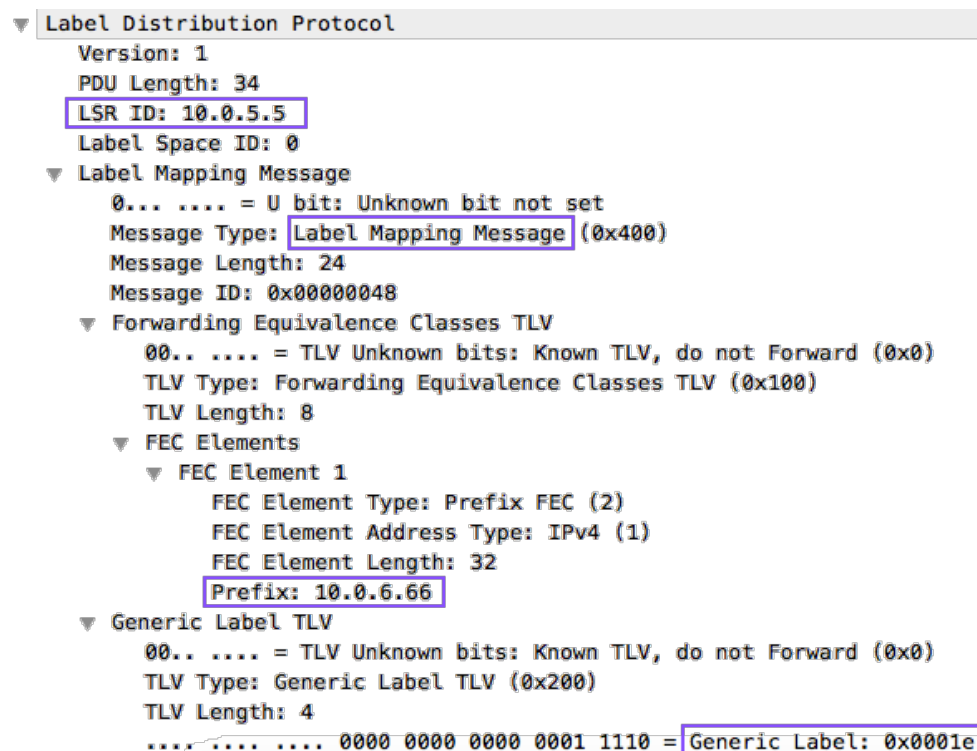 Label Distribution Protocol
Version: 1
PDU Length: 34
LSR ID: 10.0.5.5
Label Space ID: 0
Label Mapping Message
0... .... = U bit: Unknown bit not set
Message Type: Label Mapping Message (0x400)
Message Length: 24
Message ID: 0x00000048
Forwarding Equivalence Classes TLV
00.. .... = TLV Unknown bits: Known TLV, do not Forward (0x0)
TLV Type: Forwarding Equivalence Classes TLV (0x100)
TLV Length: 8
FEC Elements
FEC Element 1
FEC Element Type: Prefix FEC (2)
FEC Element Address Type: IPv4 (1)
FEC Element Length: 32
Prefix: 10.0.6.66
Generic Label TLV
00.. .... = TLV Unknown bits: Known TLV, do not Forward (0x0)
TLV Type: Generic Label TLV (0x200)
TLV Length: 4
.... .... .... 0000 0000 0000 0001 1110 = Generic Label: 0x0001e